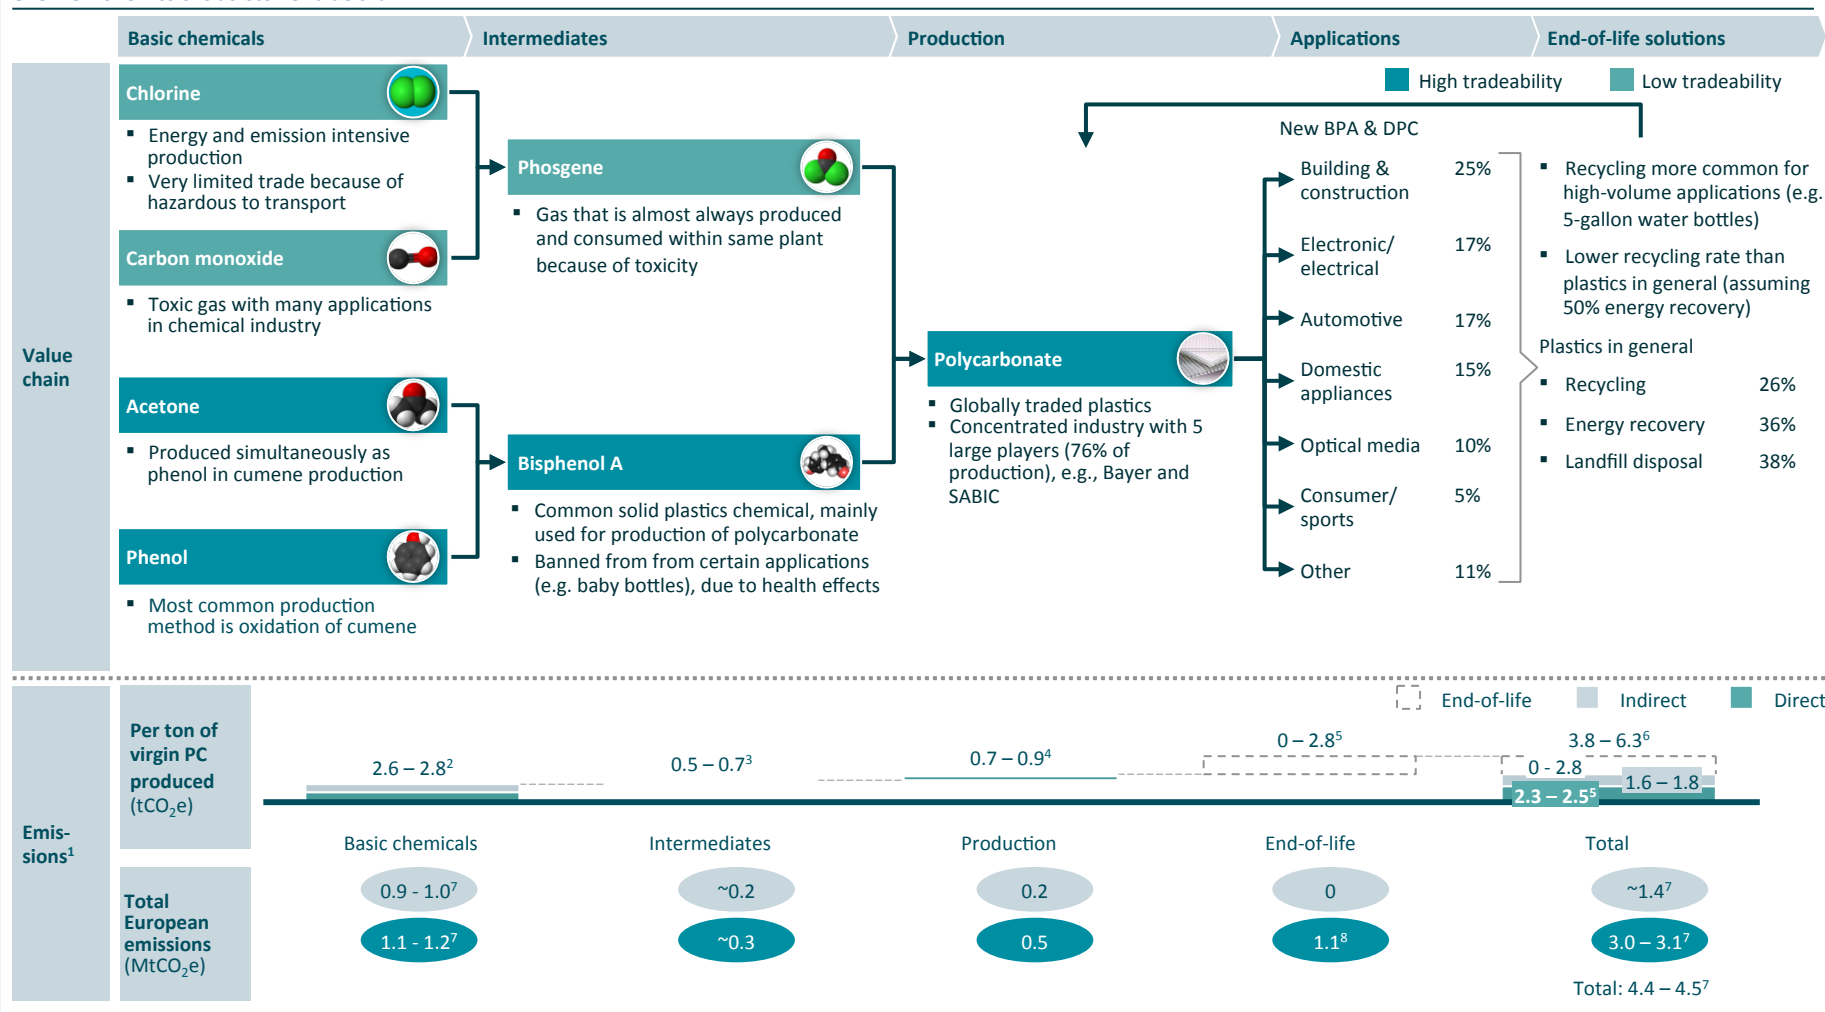 Basic chemicals
Intermediates
Production
Applications
End-of-life solutions
High tradeability
Low tradeability
Value
chain
Chlorine
▪ Energy and emission intensive
production
▪ Very limited trade because of
hazardous to transport
Carbon monoxide
▪ Toxic gas with many applications
in chemical industry
Acetone
▪ Produced simultaneously as
phenol in cumene production
Phenol
▪ Most common production
method is oxidation of cumene
Phosgene
▪ Gas that is almost always produced
and consumed within same plant
because of toxicity
Bisphenol A
▪ Common solid plastics chemical, mainly
used for production of polycarbonate
▪ Banned from from certain applications
(e.g. baby bottles), due to health effects
Polycarbonate
▪ Globally traded plastics
▪ Concentrated industry with 5
large players (76% of
production), e.g., Bayer and
SABIC
New BPA & DPC
Building &
construction 25%
Electronic/
electrical 17%
Automotive 17%
Domestic
appliances 15%
Optical media 10%
Consumer/
sports 5%
Other 11%
▪ Recycling more common for
high-volume applications (e.g.
5-gallon water bottles)
▪ Lower recycling rate than
plastics in general (assuming
50% energy recovery)
Plastics in general
▪ Recycling 26%
▪ Energy recovery 36%
▪ Landfill disposal 38%
Emis-
sions¹
Per ton of
virgin PC
produced
(tCO₂e)
End-of-life
Indirect
Direct
2.6 – 2.8²
0.5 – 0.7³
0.7 – 0.9⁴
0 – 2.8⁵
3.8 – 6.3⁶
0 - 2.8
1.6 – 1.8
2.3 – 2.5⁵
Basic chemicals
Intermediates
Production
End-of-life
Total
Total
European
emissions
(MtCO₂e)
0.9 - 1.0⁷
~0.2
0.2
0
~1.4⁷
1.1 - 1.2⁷
~0.3
0.5
1.1⁸
3.0 – 3.1⁷
Total: 4.4 – 4.5⁷